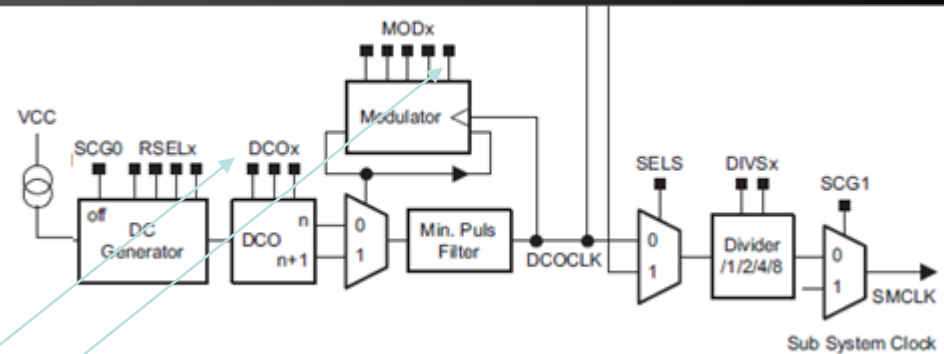 MODx
VCC
SCG0 RSELx DCOx
Modulator
SELS DIVSx
SCG1
off
DC
Generator
DCO
n
n+1
0
1
Min. Puls
Filter
DCOCLK
0
1
Divider
/1/2/4/8
0
1
SMCLK
Sub System Clock